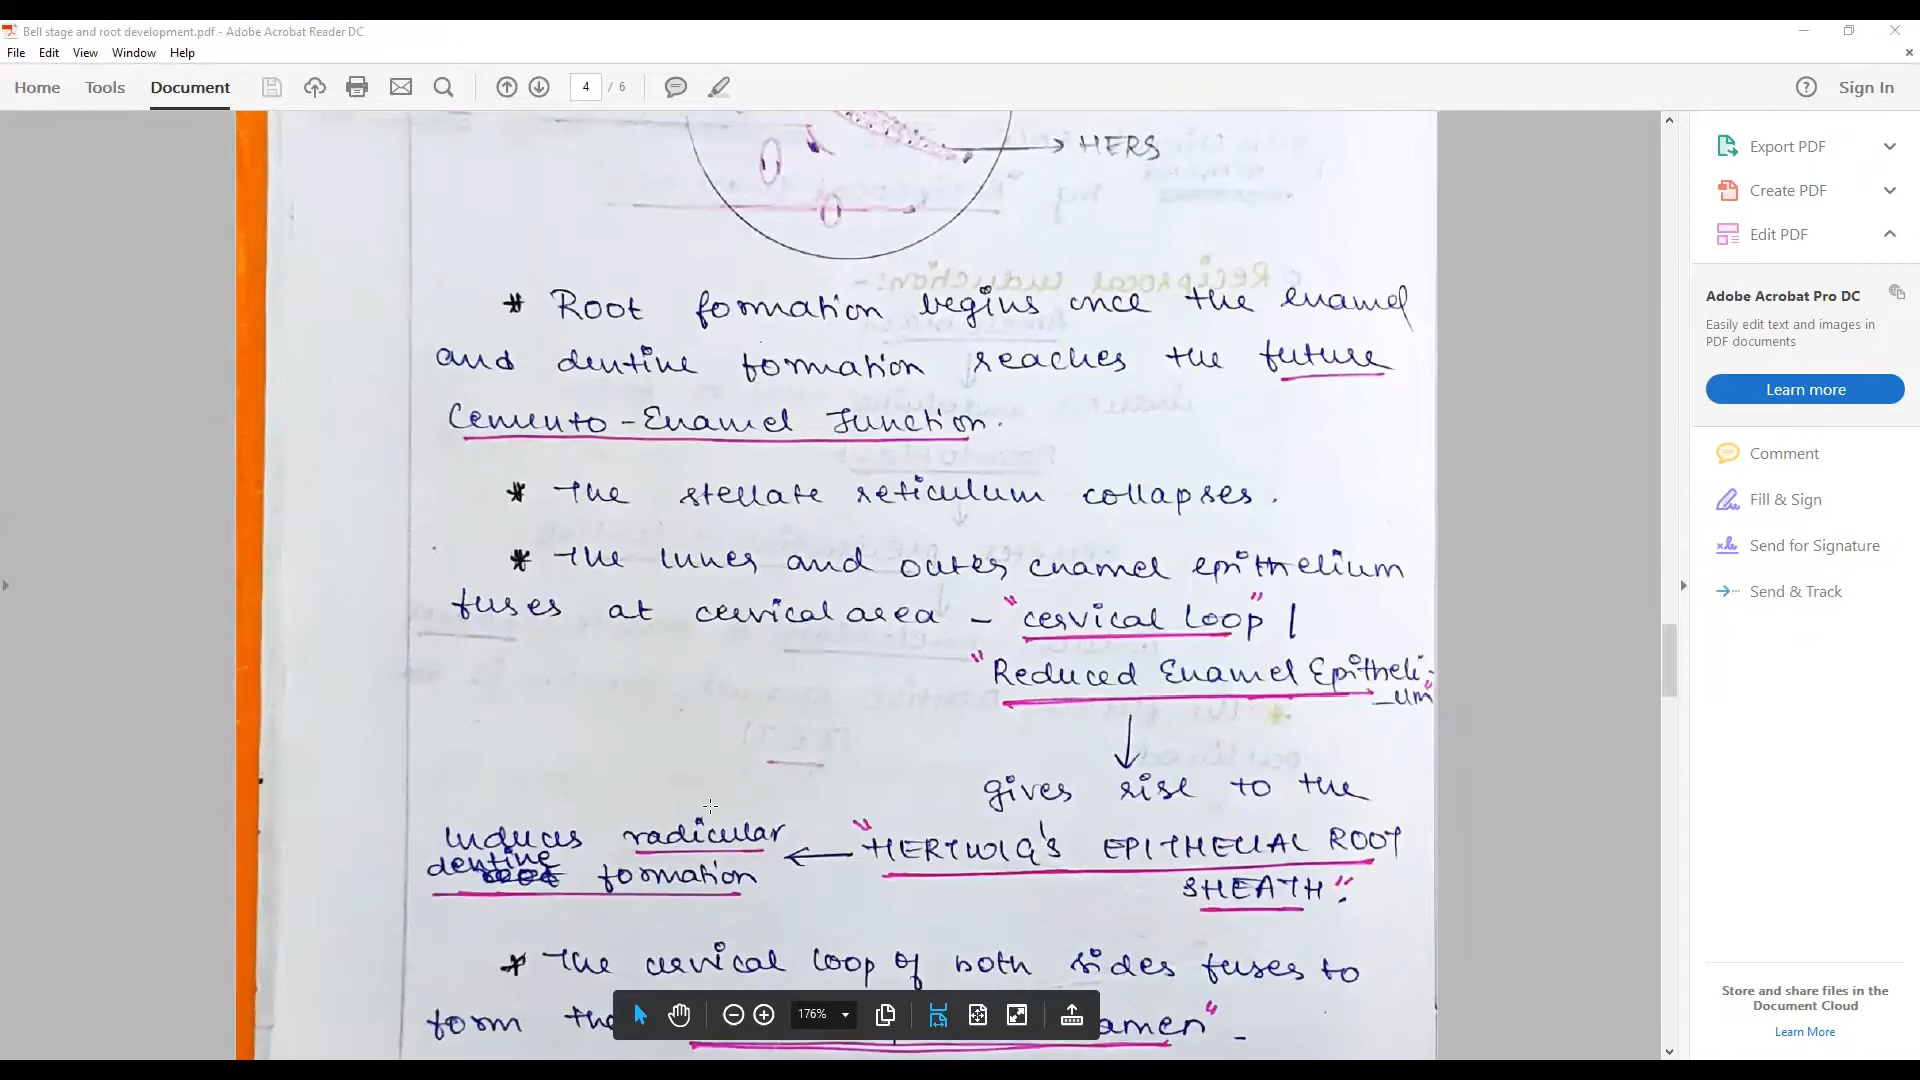 Bell stage and root development.pdf - Adobe Acrobat Reader DC
File Edit View Window Help
Home Tools Document 4 / 6 Sign In
HERS
* Root formation begins once the enamel
and dentine formation reaches the future
Cemento-Enamel Junction.
* The stellate reticulum collapses.
* The inner and outer enamel epithelium
fuses at cervical area - "cervical loop" /
"Reduced Enamel Epitheli-
-um"
gives rise to the
"HERTWIG'S EPITHELIAL ROOT
SHEATH".
Induces radicular
dentine formation
* The cervical loop of both sides fuses to
form the amen" -
176%
Export PDF
Create PDF
Edit PDF
Adobe Acrobat Pro DC
Easily edit text and images in
PDF documents
Learn more
Comment
Fill & Sign
Send for Signature
Send & Track
Store and share files in the
Document Cloud
Learn More